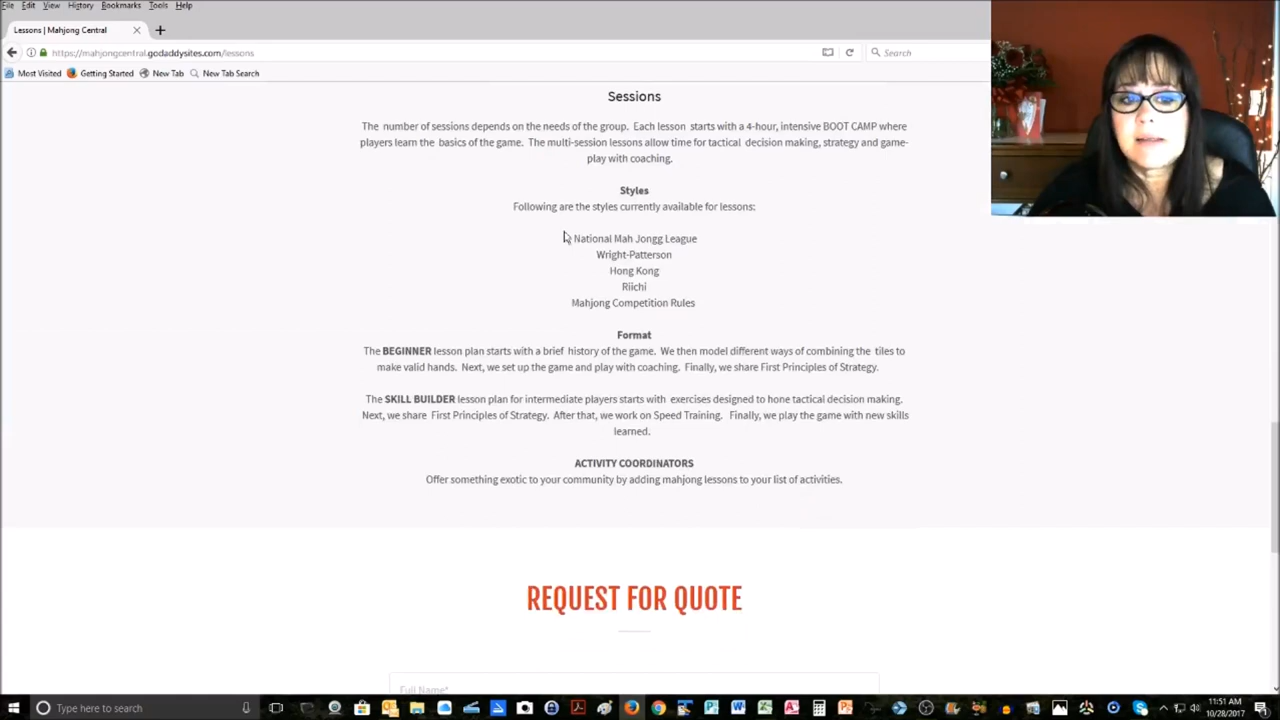 File Edit View History Bookmarks Tools Help
Lessons | Mahjong Central
https://mahjongcentral.godaddysites.com/lessons
Search
Most Visited Getting Started New Tab New Tab Search
Sessions
The number of sessions depends on the needs of the group. Each lesson starts with a 4-hour, intensive BOOT CAMP where
players learn the basics of the game. The multi-session lessons allow time for tactical decision making, strategy and game-
play with coaching.
Styles
Following are the styles currently available for lessons:
National Mah Jongg League
Wright-Patterson
Hong Kong
Riichi
Mahjong Competition Rules
Format
The BEGINNER lesson plan starts with a brief history of the game. We then model different ways of combining the tiles to
make valid hands. Next, we set up the game and play with coaching. Finally, we share First Principles of Strategy.
The SKILL BUILDER lesson plan for intermediate players starts with exercises designed to hone tactical decision making.
Next, we share First Principles of Strategy. After that, we work on Speed Training. Finally, we play the game with new skills
learned.
ACTIVITY COORDINATORS
Offer something exotic to your community by adding mahjong lessons to your list of activities.
REQUEST FOR QUOTE
Full Name*
Type here to search
11:51 AM
10/28/2017